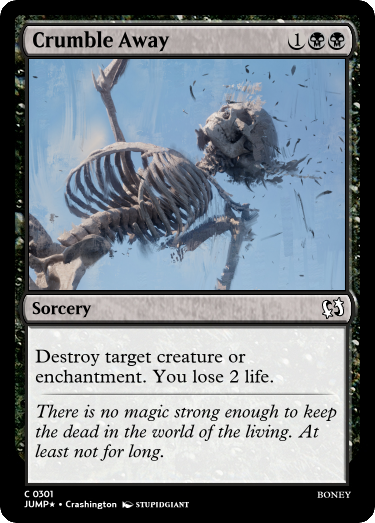 Crumble Away 1
Sorcery
Destroy target creature or
enchantment. You lose 2 life.
There is no magic strong enough to keep
the dead in the world of the living. At
least not for long.
C 0301 BONEY
JUMP★ • Crashington STUPIDGIANT